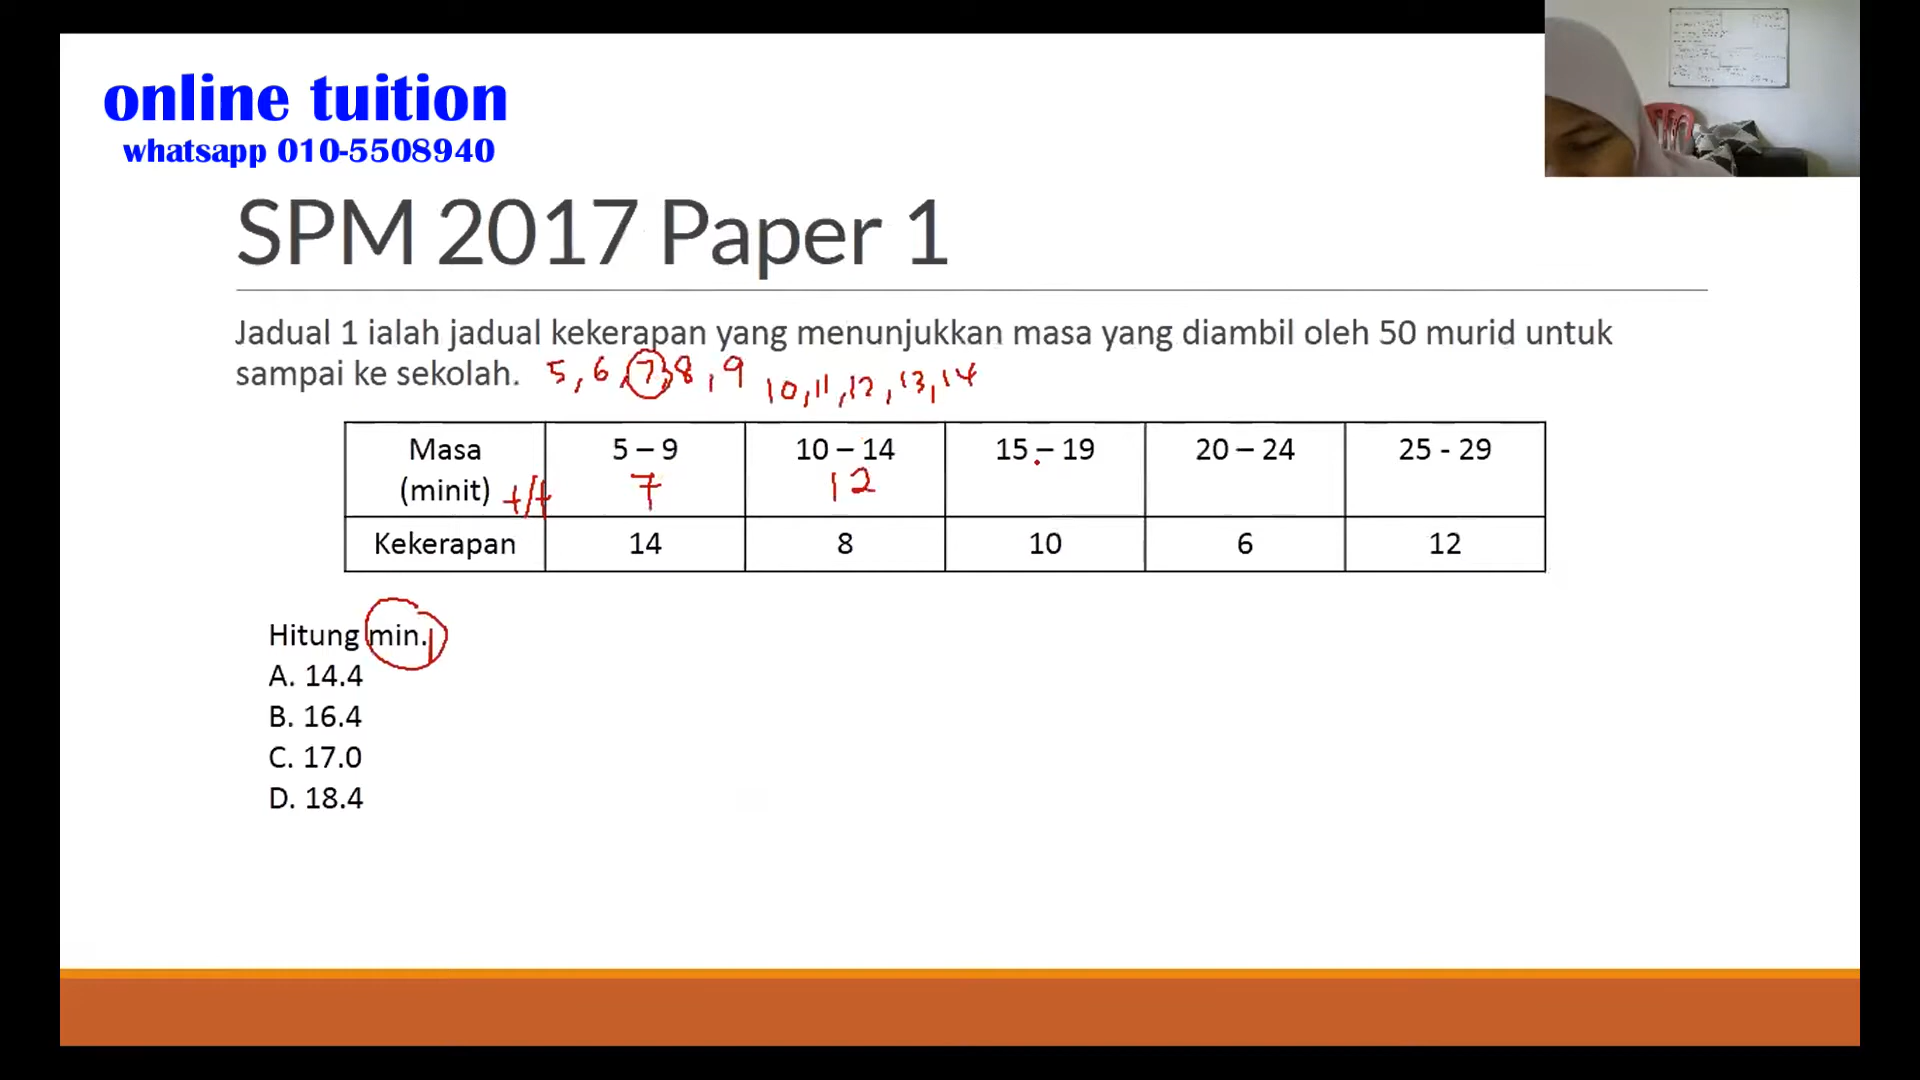 online tuition
whatsapp 010-5508940
SPM 2017 Paper 1
Jadual 1 ialah jadual kekerapan yang menunjukkan masa yang diambil oleh 50 murid untuk
sampai ke sekolah. 5, 6, 7, 8, 9 10, 11, 12, 13, 14
Masa 5 – 9 10 – 14 15 – 19 20 – 24 25 - 29
(minit) 7 12
Kekerapan 14 8 10 6 12
Hitung min.
A. 14.4
B. 16.4
C. 17.0
D. 18.4